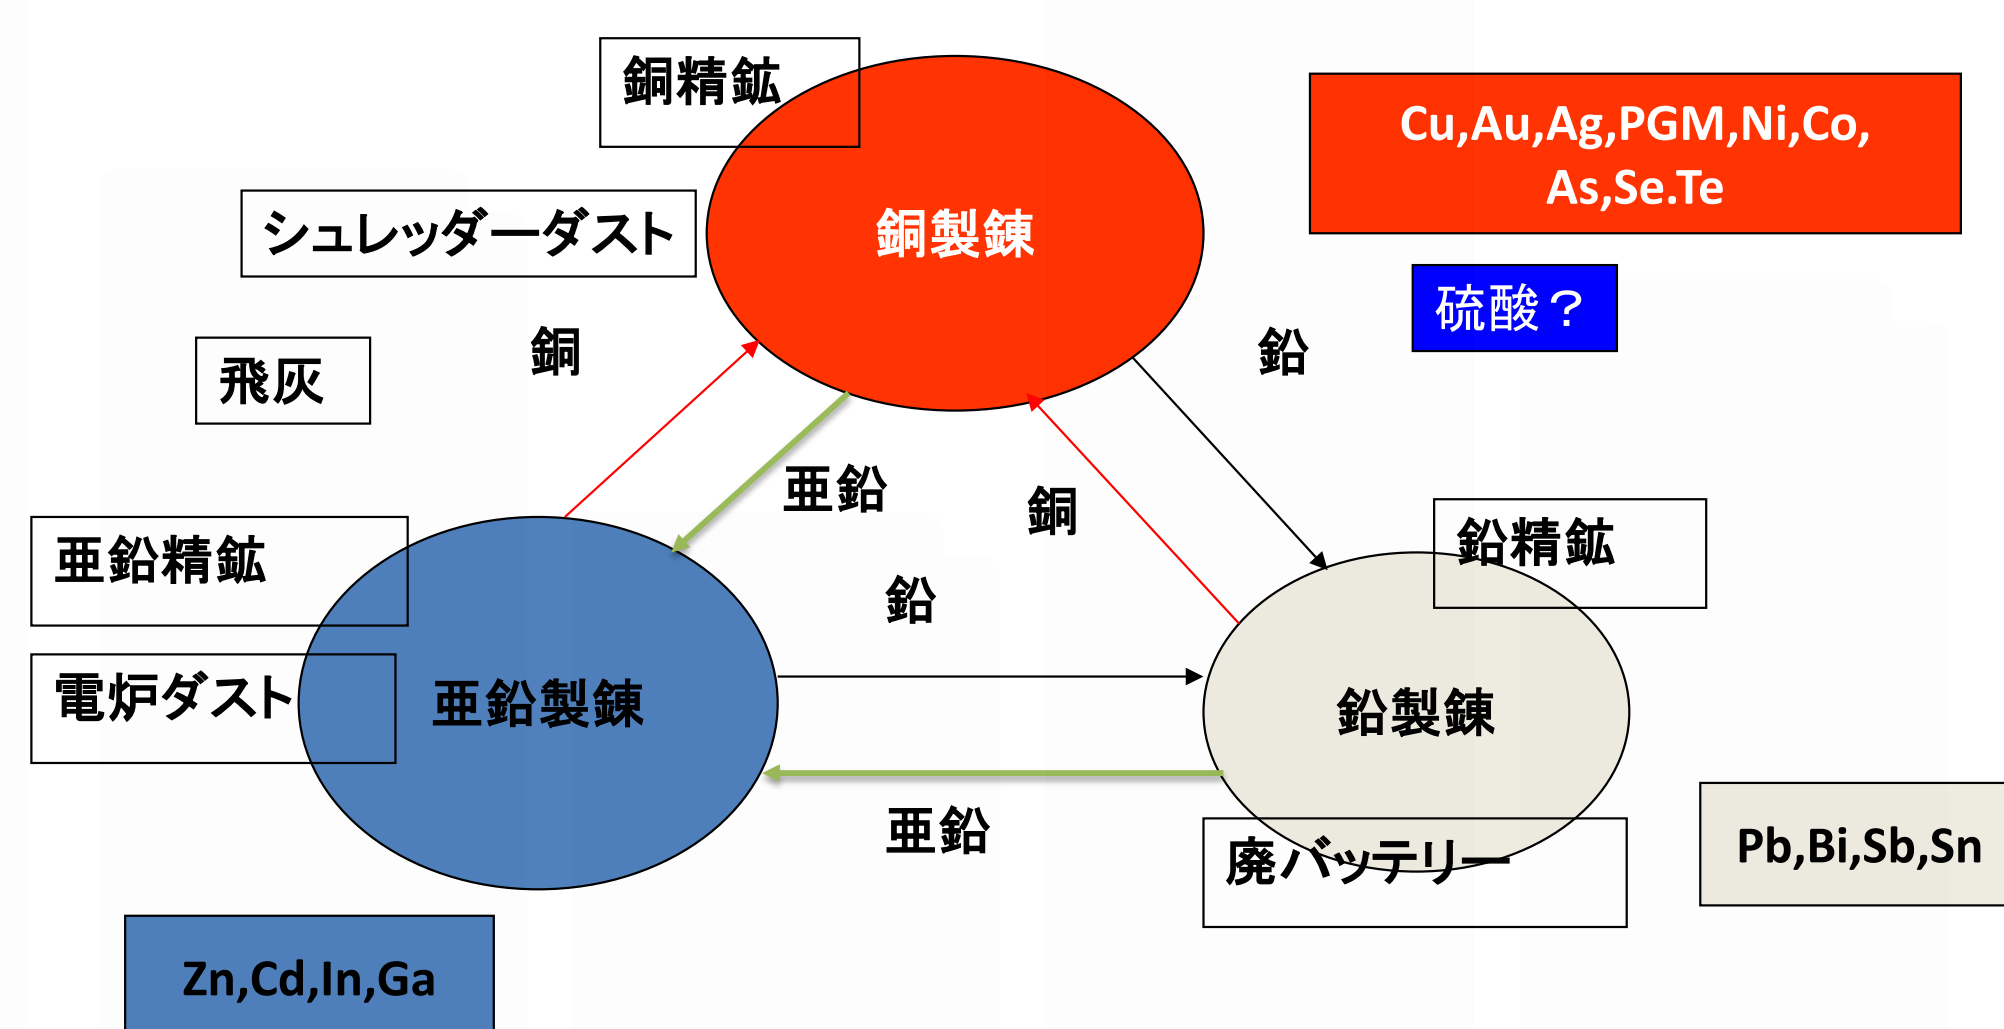 銅精鉱
Cu,Au,Ag,PGM,Ni,Co,
As,Se.Te
シュレッダーダスト
銅製錬
硫酸？
銅
鉛
飛灰
亜鉛
銅
亜鉛精鉱
鉛精鉱
鉛
電炉ダスト
亜鉛製錬
鉛製錬
亜鉛
廃バッテリー
Pb,Bi,Sb,Sn
Zn,Cd,In,Ga